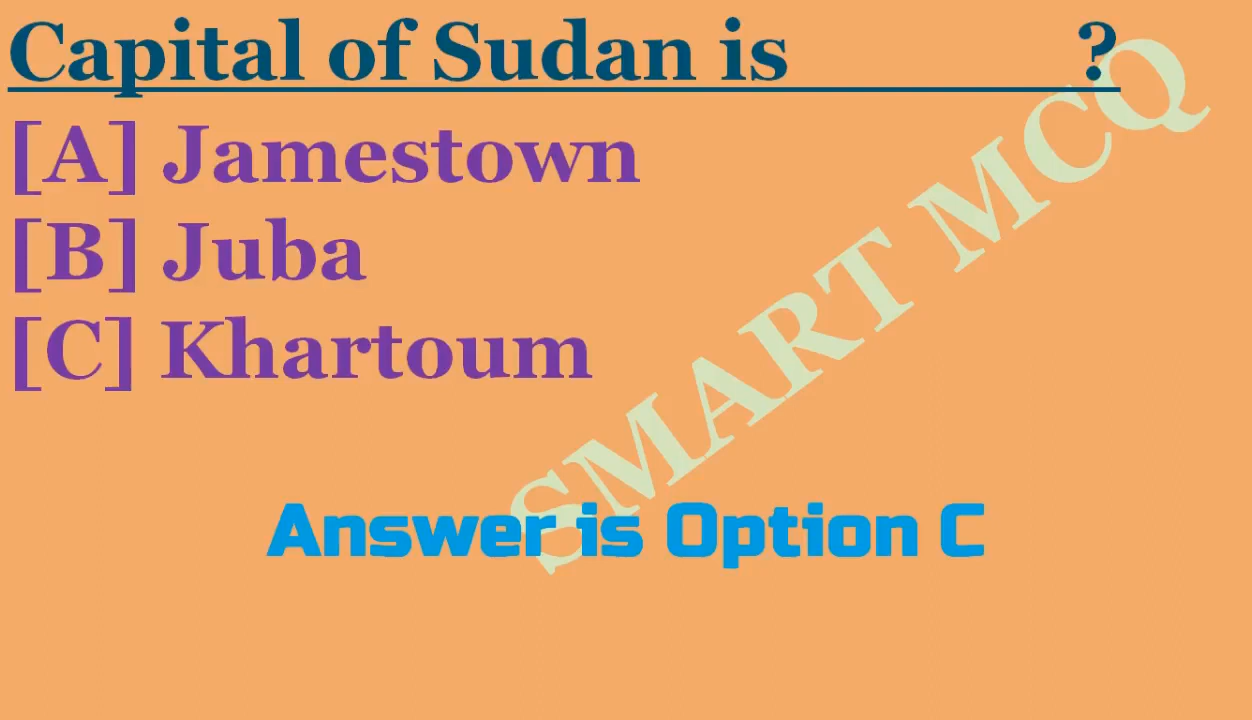 Capital of Sudan is ?
[A] Jamestown
[B] Juba
[C] Khartoum
SMART MCQ
Answer is Option C